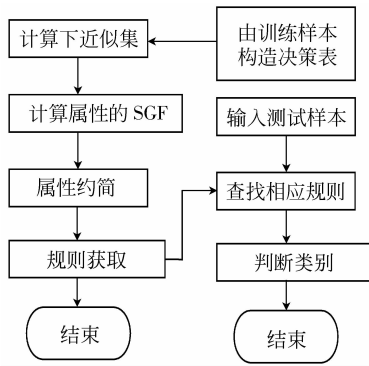 由训练样本
构造决策表
计算下近似集
计算属性的 SGF
属性约简
规则获取
结束
输入测试样本
查找相应规则
判断类别
结束